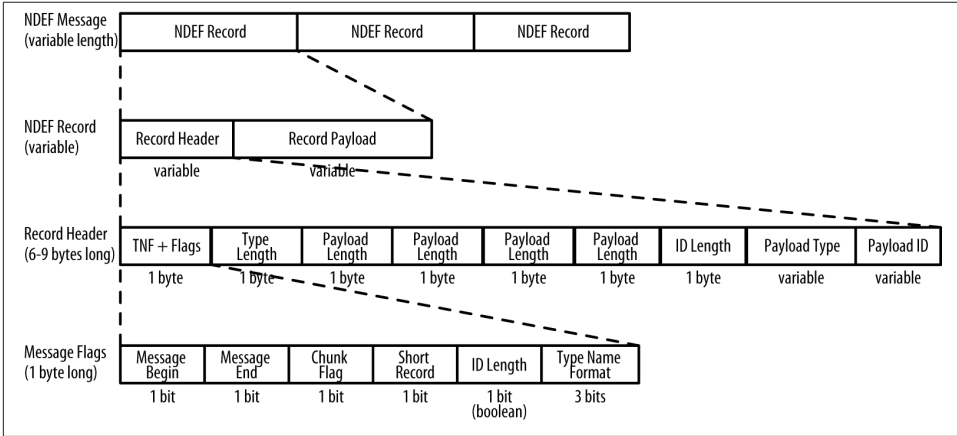 NDEF Message
(variable length)
NDEF Record
NDEF Record
NDEF Record
NDEF Record
(variable)
Record Header
Record Payload
variable
variable
Record Header
(6-9 bytes long)
TNF + Flags
Type
Length
Payload
Length
Payload
Length
Payload
Length
Payload
Length
ID Length
Payload Type
Payload ID
1 byte
1 byte
1 byte
1 byte
1 byte
1 byte
1 byte
variable
variable
Message Flags
(1 byte long)
Message
Begin
Message
End
Chunk
Flag
Short
Record
ID Length
Type Name
Format
1 bit
1 bit
1 bit
1 bit
1 bit
(boolean)
3 bits